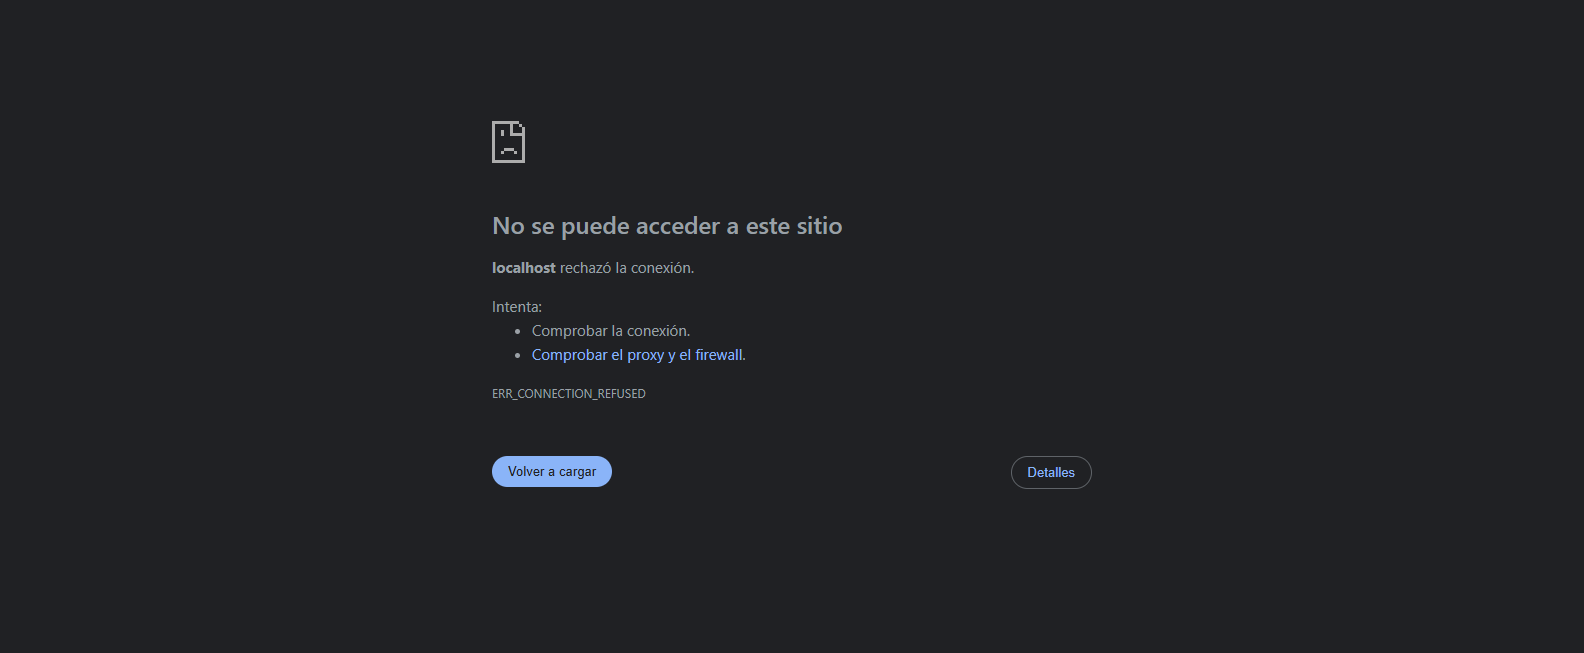 No se puede acceder a este sitio
localhost rechazó la conexión.
Intenta:
• Comprobar la conexión.
• Comprobar el proxy y el firewall.
ERR_CONNECTION_REFUSED
Volver a cargar
Detalles